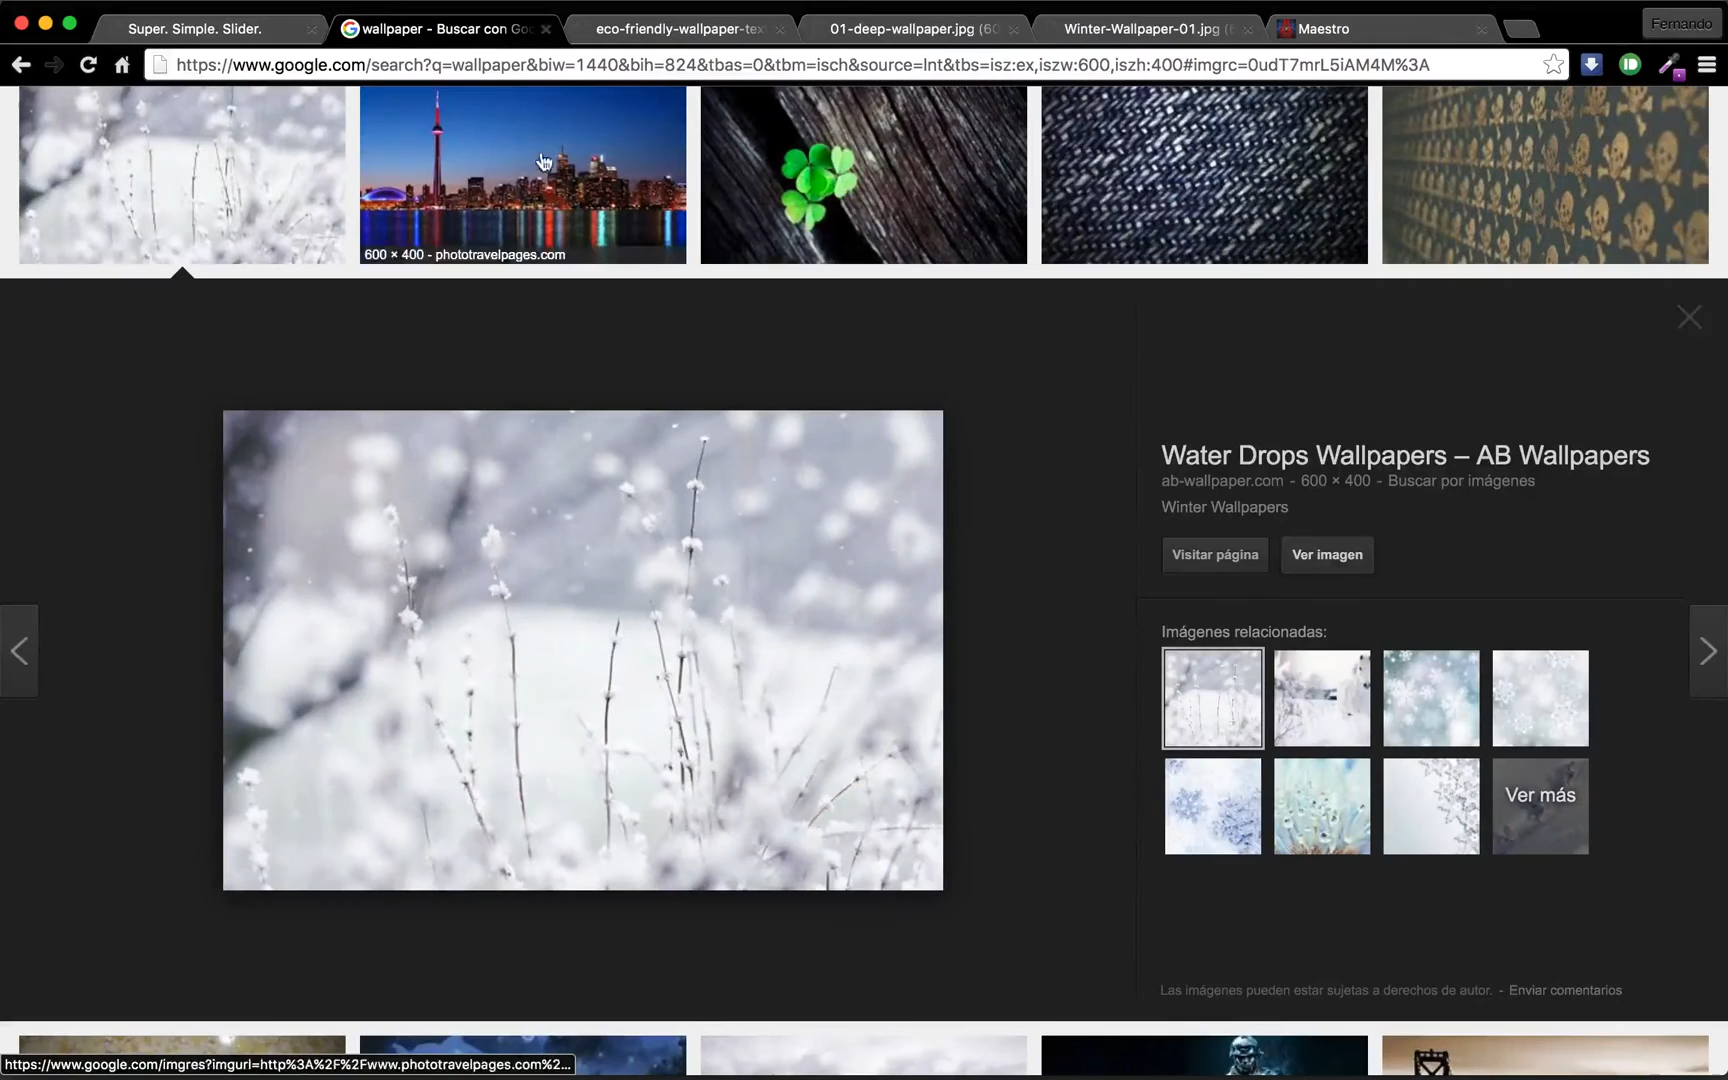 Super. Simple. Slider.
wallpaper - Buscar con Goo
eco-friendly-wallpaper-text
01-deep-wallpaper.jpg (60
Winter-Wallpaper-01.jpg (6
Maestro
Fernando
https://www.google.com/search?q=wallpaper&biw=1440&bih=824&tbas=0&tbm=isch&source=lnt&tbs=isz:ex,iszw:600,iszh:400#imgrc=0udT7mrL5iAM4M%3A
600 × 400 - phototravelpages.com
Water Drops Wallpapers – AB Wallpapers
ab-wallpaper.com - 600 × 400 - Buscar por imágenes
Winter Wallpapers
Visitar página
Ver imagen
Imágenes relacionadas:
Ver más
Las imágenes pueden estar sujetas a derechos de autor. - Enviar comentarios
https://www.google.com/imgres?imgurl=http%3A%2F%2Fwww.phototravelpages.com%2...